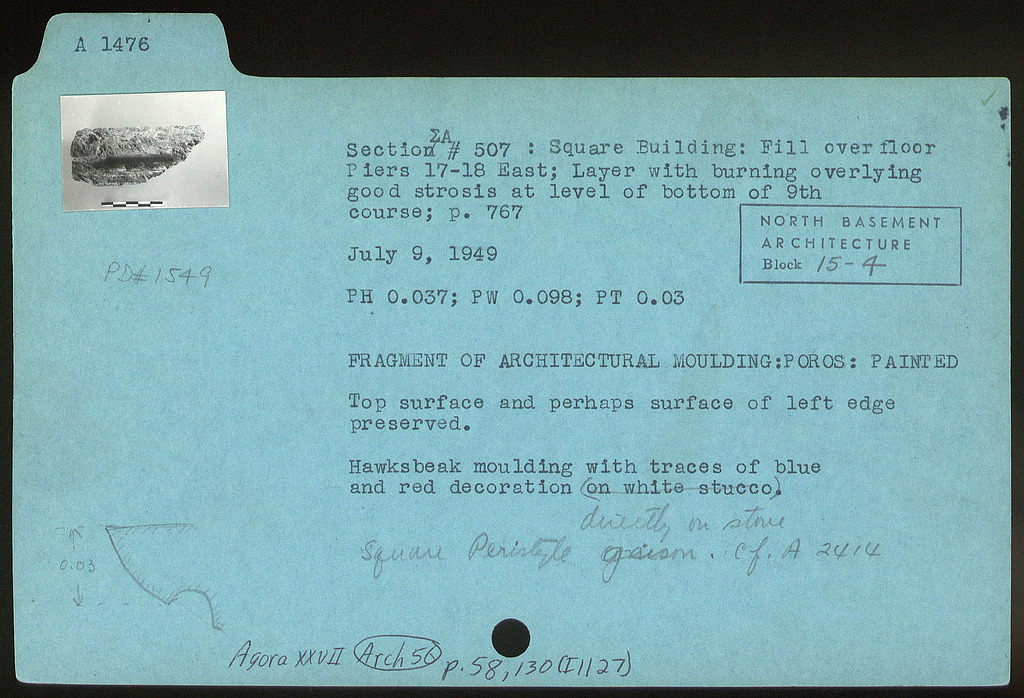 A 1476
ΣΑ
Section # 507 : Square Building: Fill over floor
Piers 17-18 East; Layer with burning overlying
good strosis at level of bottom of 9th
course; p. 767
NORTH BASEMENT
ARCHITECTURE
Block 15-4
July 9, 1949
PD# 1549
PH 0.037; PW 0.098; PT 0.03
FRAGMENT OF ARCHITECTURAL MOULDING:POROS: PAINTED
Top surface and perhaps surface of left edge
preserved.
Hawksbeak moulding with traces of blue
and red decoration (on white stucco).
directly on stone
Square Peristyle geison. cf. A 2414
0.03
Agora XXVII Arch 56 p. 58, 130 (I 1127)